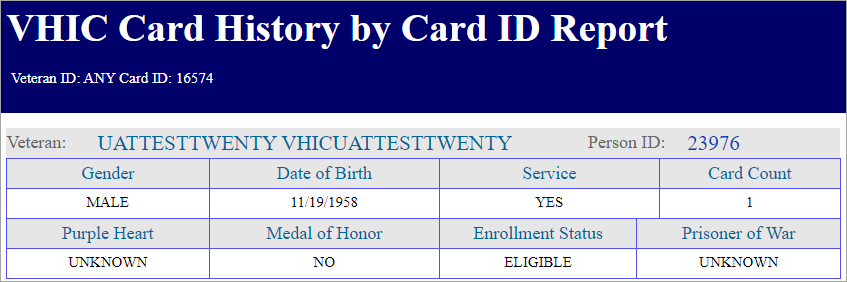 VHIC Card History by Card ID Report
Veteran ID: ANY Card ID: 16574
Veteran: UATTESTTWENTY VHICUATTESTTWENTY Person ID: 23976
Gender Date of Birth Service Card Count
MALE 11/19/1958 YES 1
Purple Heart Medal of Honor Enrollment Status Prisoner of War
UNKNOWN NO ELIGIBLE UNKNOWN